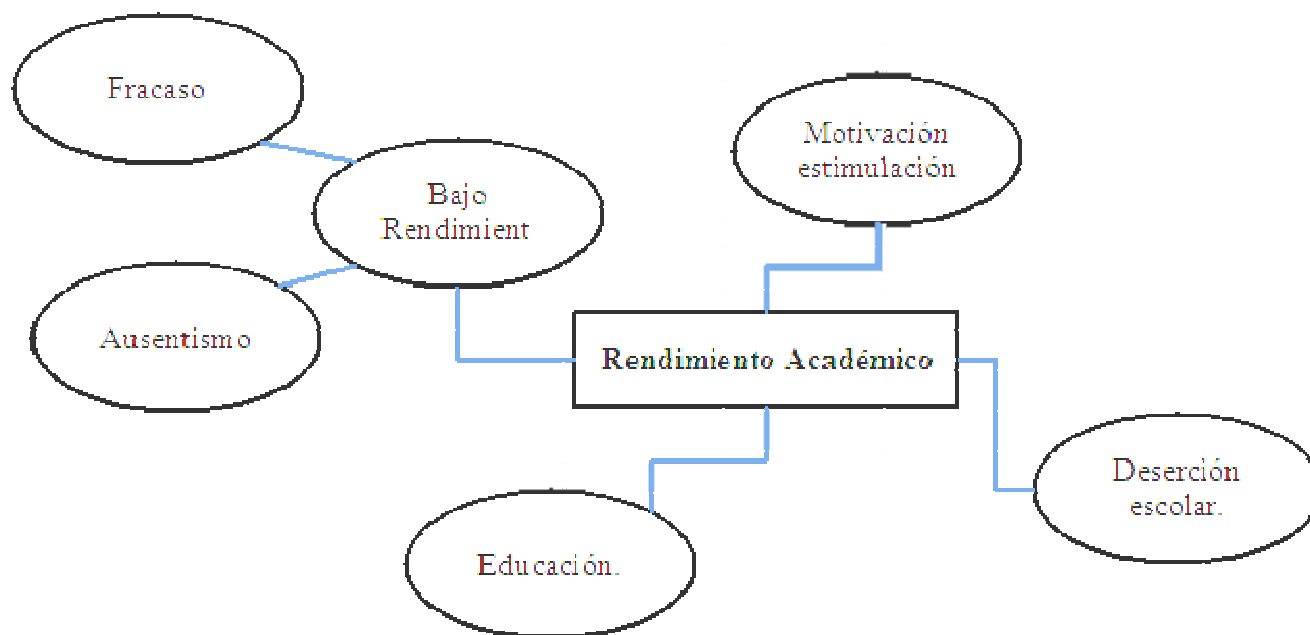 Fracaso
Motivación
estimulación
Bajo
Rendimient
Ausentismo
Rendimiento Académico
Deserción
escolar.
Educación.